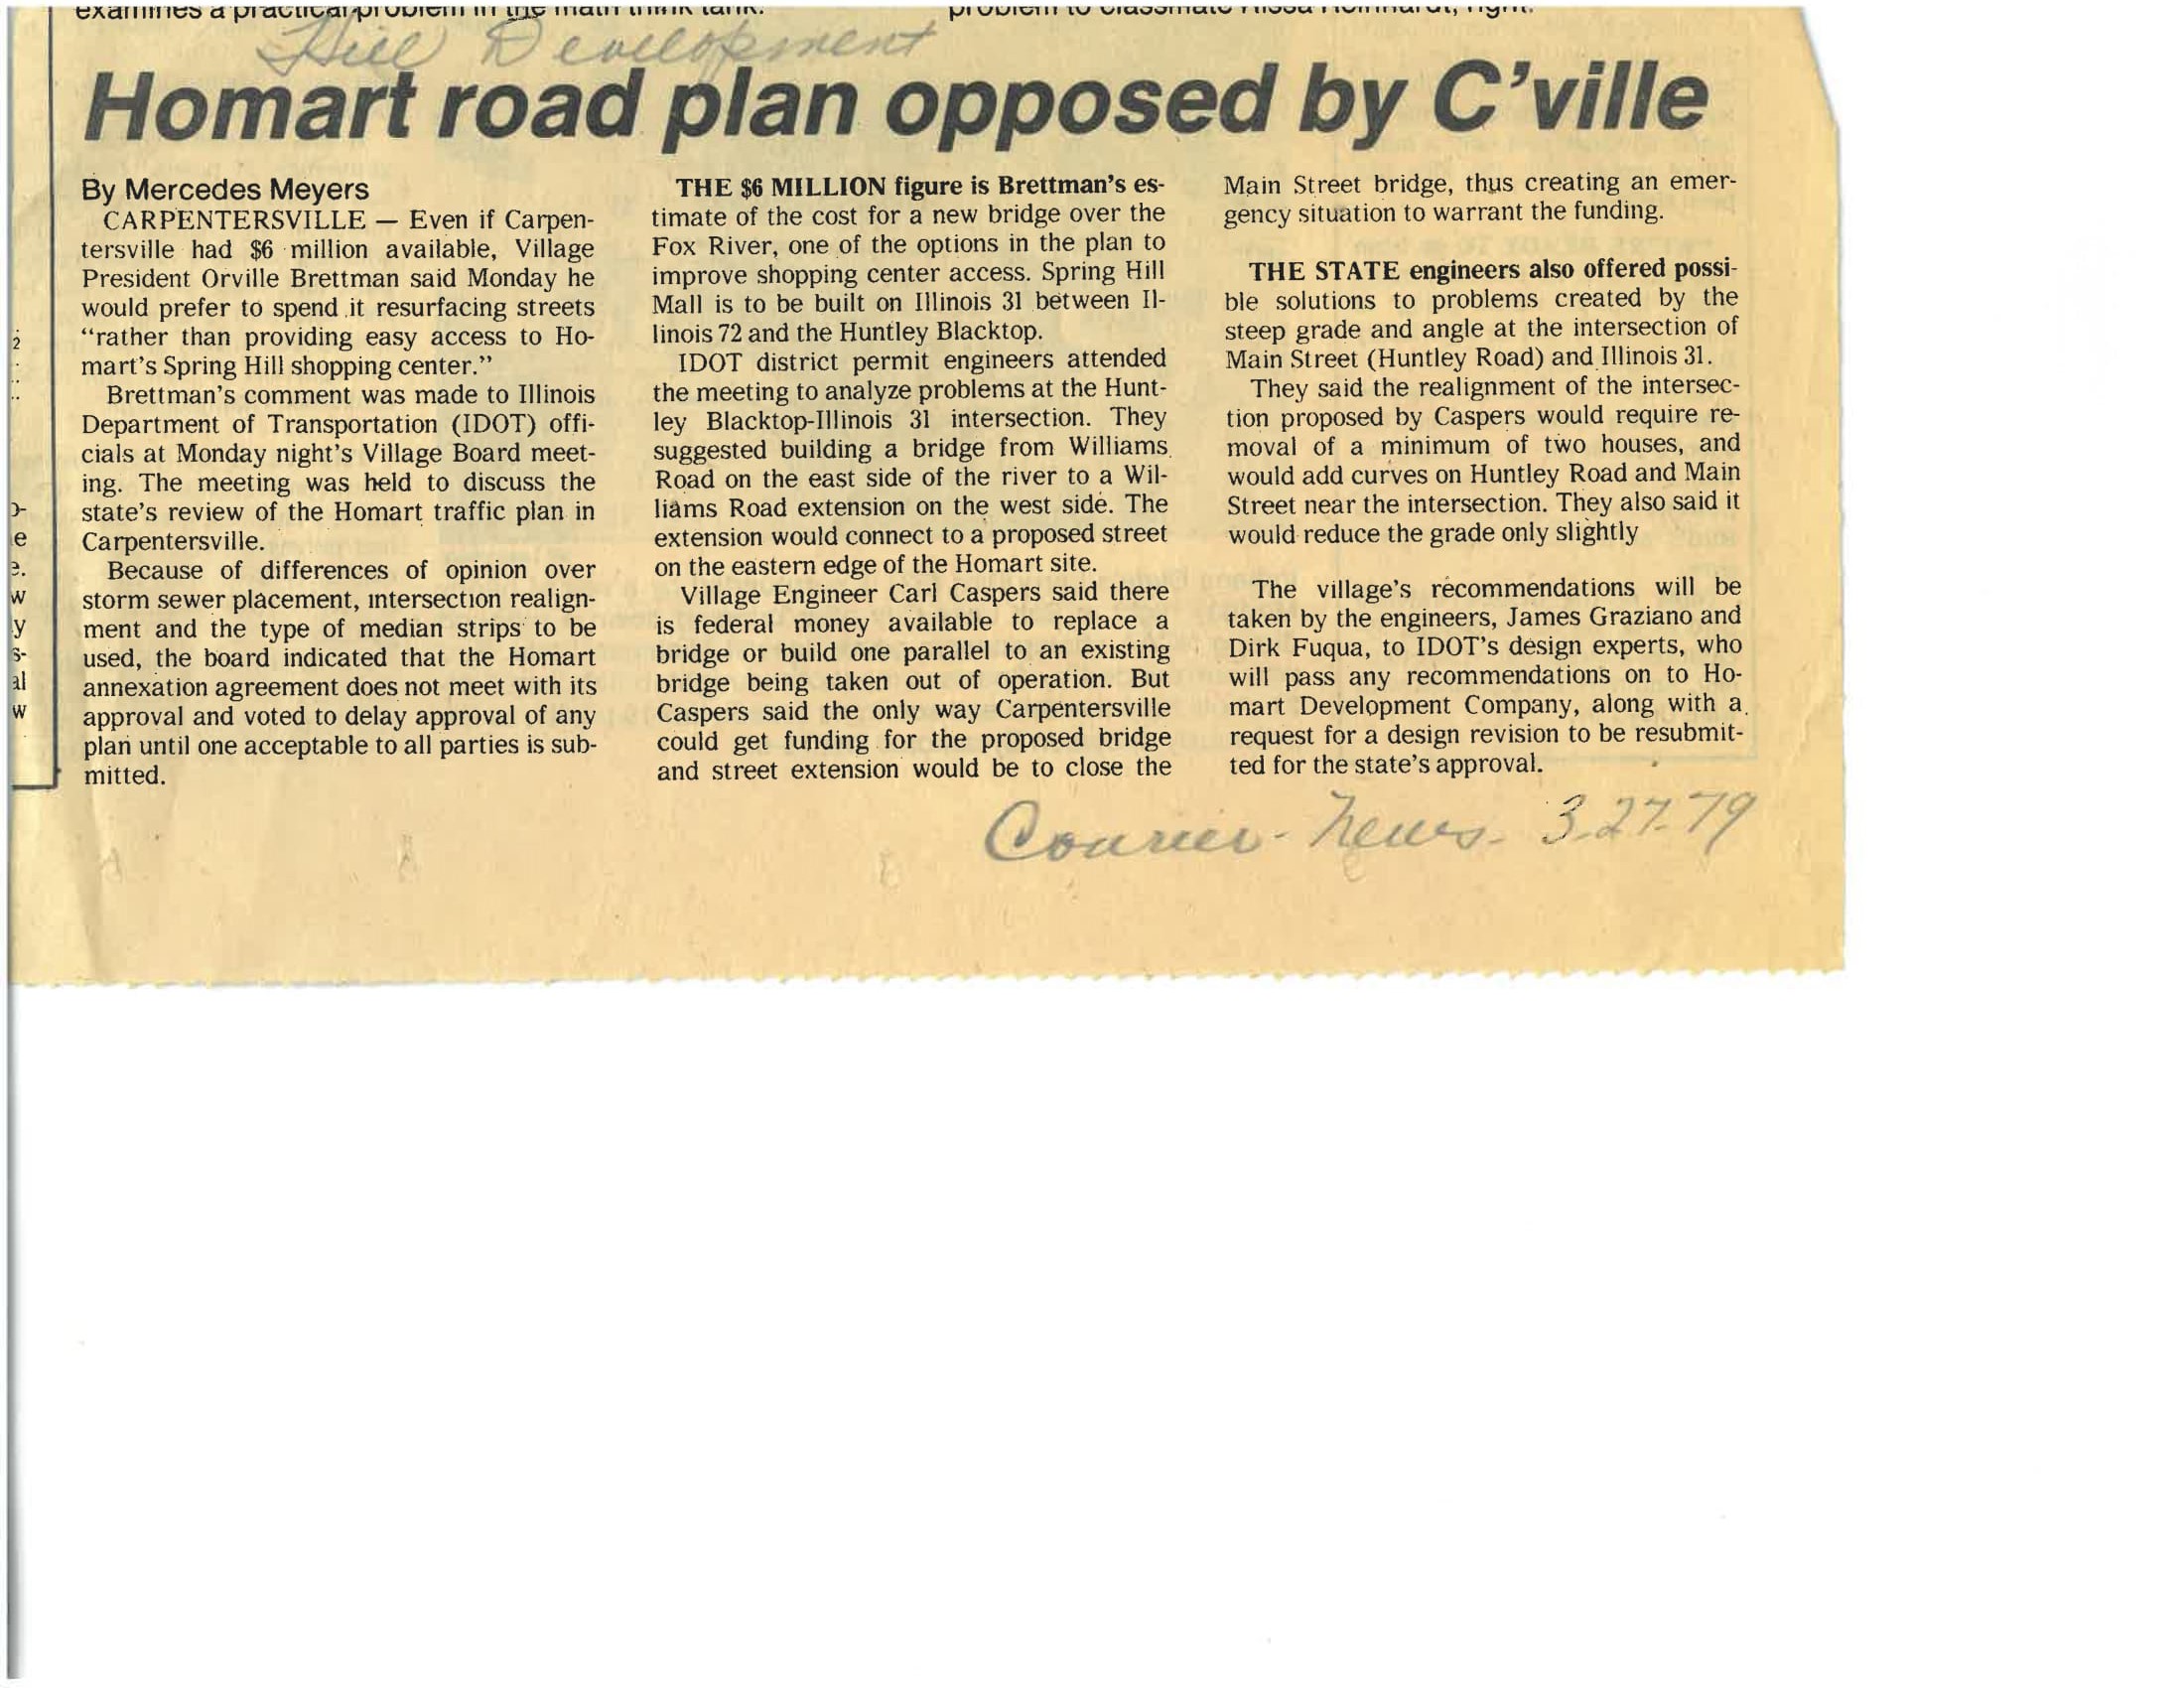 examines a practical problem in the math think tank.
problem to classmate
Hill Development
Homart road plan opposed by C'ville
By Mercedes Meyers
CARPENTERSVILLE — Even if Carpen-
tersville had $6 million available, Village
President Orville Brettman said Monday he
would prefer to spend it resurfacing streets
“rather than providing easy access to Ho-
mart's Spring Hill shopping center.”
Brettman's comment was made to Illinois
Department of Transportation (IDOT) offi-
cials at Monday night's Village Board meet-
ing. The meeting was held to discuss the
state's review of the Homart traffic plan in
Carpentersville.
Because of differences of opinion over
storm sewer placement, intersection realign-
ment and the type of median strips to be
used, the board indicated that the Homart
annexation agreement does not meet with its
approval and voted to delay approval of any
plan until one acceptable to all parties is sub-
mitted.
THE $6 MILLION figure is Brettman's es-
timate of the cost for a new bridge over the
Fox River, one of the options in the plan to
improve shopping center access. Spring Hill
Mall is to be built on Illinois 31 between Il-
linois 72 and the Huntley Blacktop.
IDOT district permit engineers attended
the meeting to analyze problems at the Hunt-
ley Blacktop-Illinois 31 intersection. They
suggested building a bridge from Williams
Road on the east side of the river to a Wil-
liams Road extension on the west side. The
extension would connect to a proposed street
on the eastern edge of the Homart site.
Village Engineer Carl Caspers said there
is federal money available to replace a
bridge or build one parallel to an existing
bridge being taken out of operation. But
Caspers said the only way Carpentersville
could get funding for the proposed bridge
and street extension would be to close the
Main Street bridge, thus creating an emer-
gency situation to warrant the funding.
THE STATE engineers also offered possi-
ble solutions to problems created by the
steep grade and angle at the intersection of
Main Street (Huntley Road) and Illinois 31.
They said the realignment of the intersec-
tion proposed by Caspers would require re-
moval of a minimum of two houses, and
would add curves on Huntley Road and Main
Street near the intersection. They also said it
would reduce the grade only slightly
The village's recommendations will be
taken by the engineers, James Graziano and
Dirk Fuqua, to IDOT's design experts, who
will pass any recommendations on to Ho-
mart Development Company, along with a
request for a design revision to be resubmit-
ted for the state's approval.
Courier-News- 3-27-79